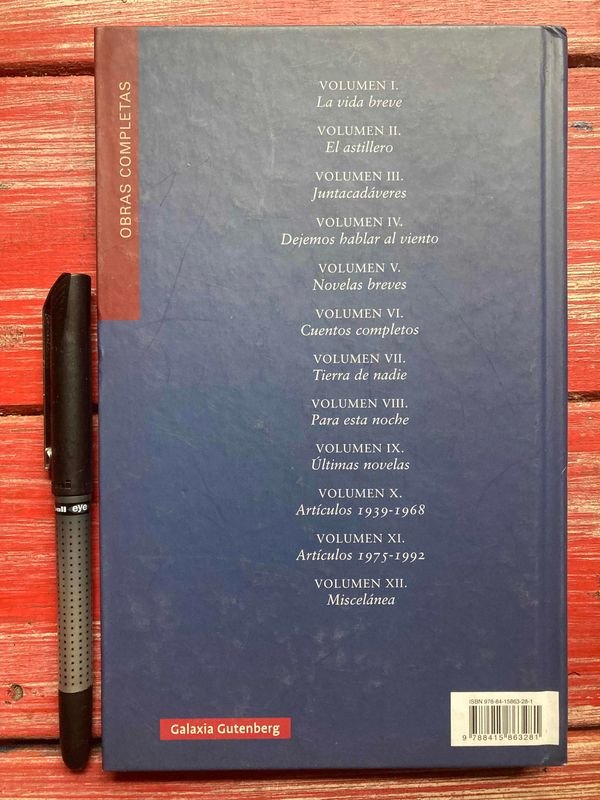 OBRAS COMPLETAS
VOLUMEN I.
La vida breve
VOLUMEN II.
El astillero
VOLUMEN III.
Juntacadáveres
VOLUMEN IV.
Dejemos hablar al viento
VOLUMEN V.
Novelas breves
VOLUMEN VI.
Cuentos completos
VOLUMEN VII.
Tierra de nadie
VOLUMEN VIII.
Para esta noche
VOLUMEN IX.
Últimas novelas
VOLUMEN X.
Artículos 1939-1968
VOLUMEN XI.
Artículos 1975-1992
VOLUMEN XII.
Miscelánea
eye
Galaxia Gutenberg
ISBN 978-84-15863-28-1
9 788415 863281